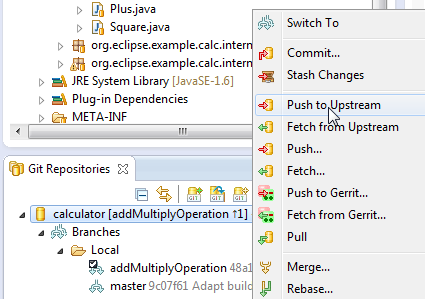 Plus.java
Square.java
org.eclipse.example.calc.intern
org.eclipse.example.calc.intern
JRE System Library [JavaSE-1.6]
Plug-in Dependencies
META-INF
Git Repositories
GIT
GIT
calculator [addMultiplyOperation ↑1]
Branches
Local
addMultiplyOperation 48a1
master 9c07f61 Adapt build
Switch To
Commit...
Stash Changes
Push to Upstream
Fetch from Upstream
Push...
Fetch...
Push to Gerrit...
Fetch from Gerrit...
Pull
Merge...
Rebase...